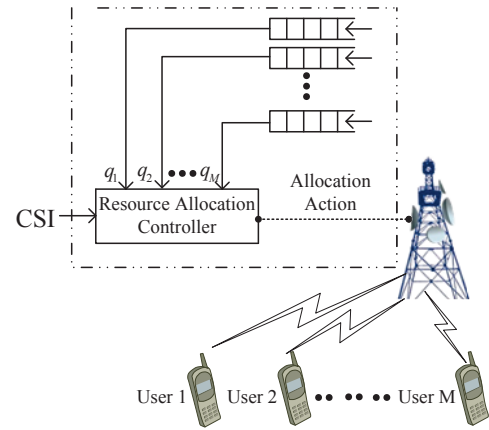 q1 q2 qM
CSI
Resource Allocation
Controller
Allocation
Action
User 1 User 2 User M